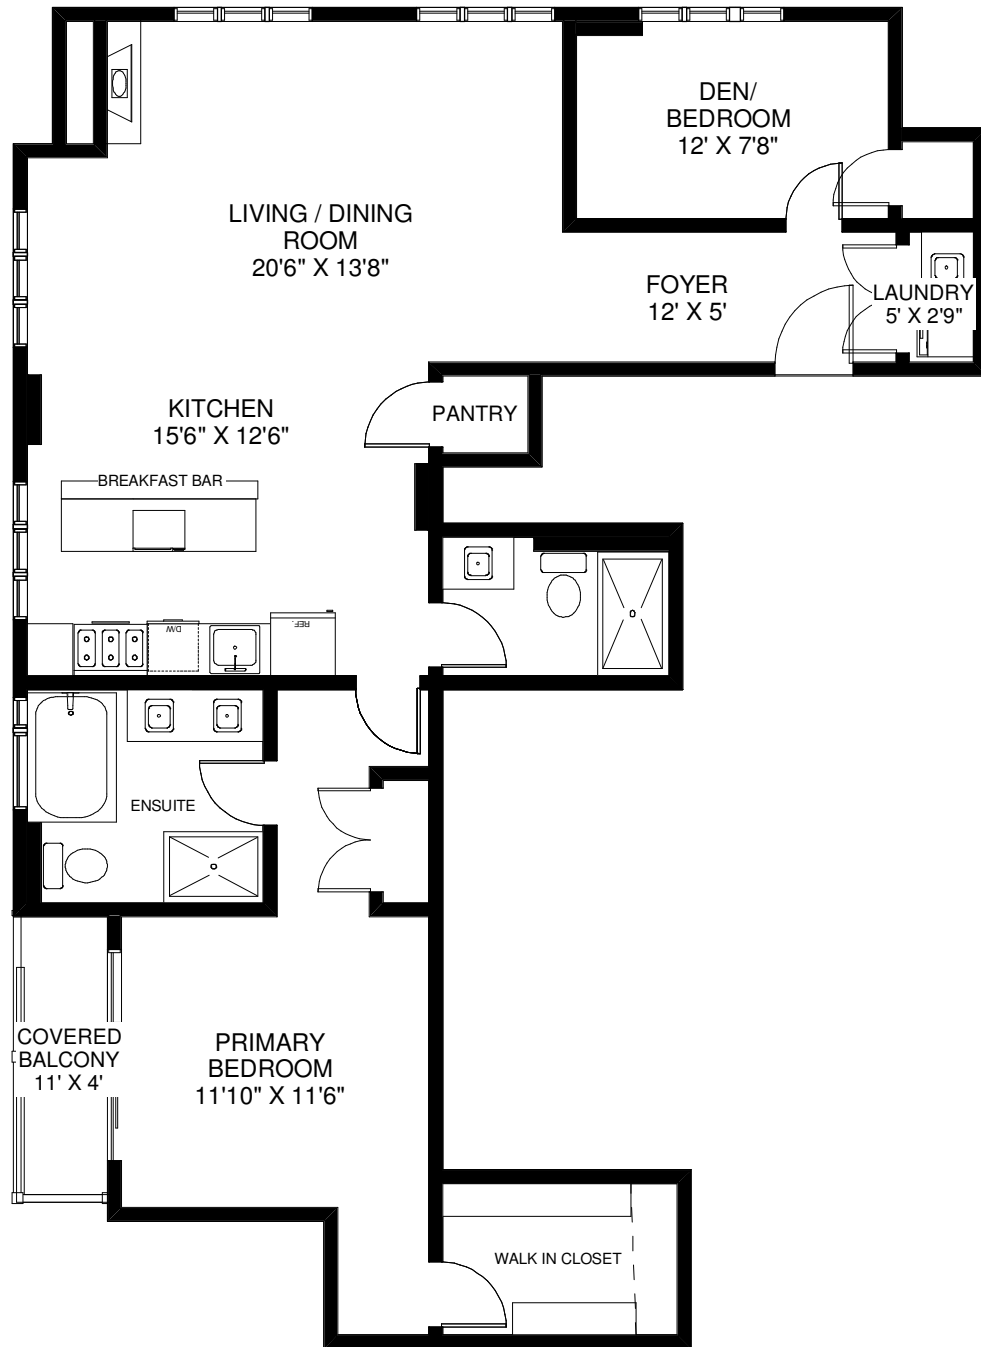 DEN/
BEDROOM
12' X 7'8"
LIVING / DINING
ROOM
20'6" X 13'8"
FOYER
12' X 5'
LAUNDRY
5' X 2'9"
KITCHEN
15'6" X 12'6"
PANTRY
BREAKFAST BAR
D/W
REF.
ENSUITE
COVERED
BALCONY
11' X 4'
PRIMARY
BEDROOM
11'10" X 11'6"
WALK IN CLOSET